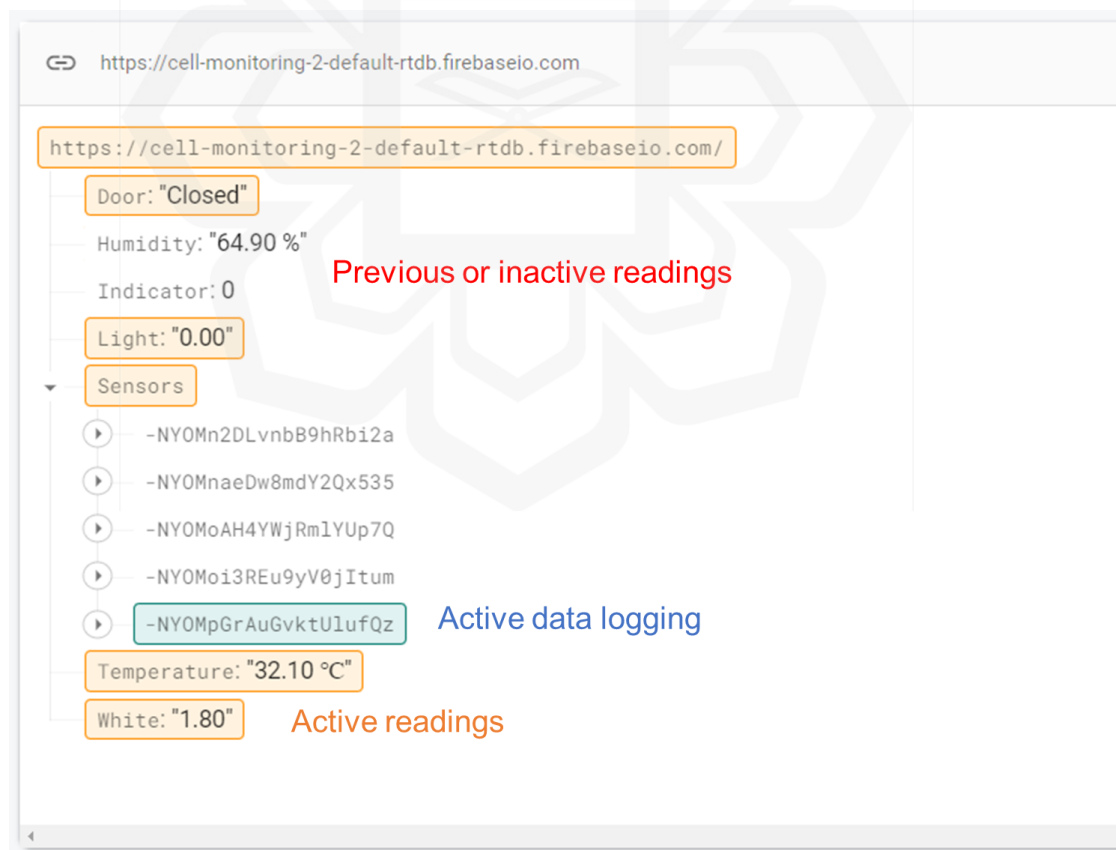 https://cell-monitoring-2-default-rtdb.firebaseio.com
https://cell-monitoring-2-default-rtdb.firebaseio.com/
Door: "Closed"
Humidity: "64.90 %"
Previous or inactive readings
Indicator: 0
Light: "0.00"
Sensors
-NYOMn2DLvnbB9hRbi2a
-NYOMnaeDw8mdY2Qx535
-NYOMoAH4YWjRmlYUp7Q
-NYOMoi3REu9yV0jItum
-NYOMpGrAuGvktUlufQz
Active data logging
Temperature: "32.10 ℃"
White: "1.80"
Active readings